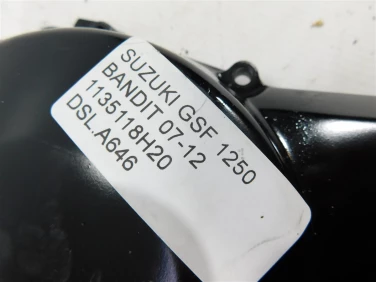 SUZUKI GSF 1250
BANDIT 07-12
1135118H20
DSL.A646